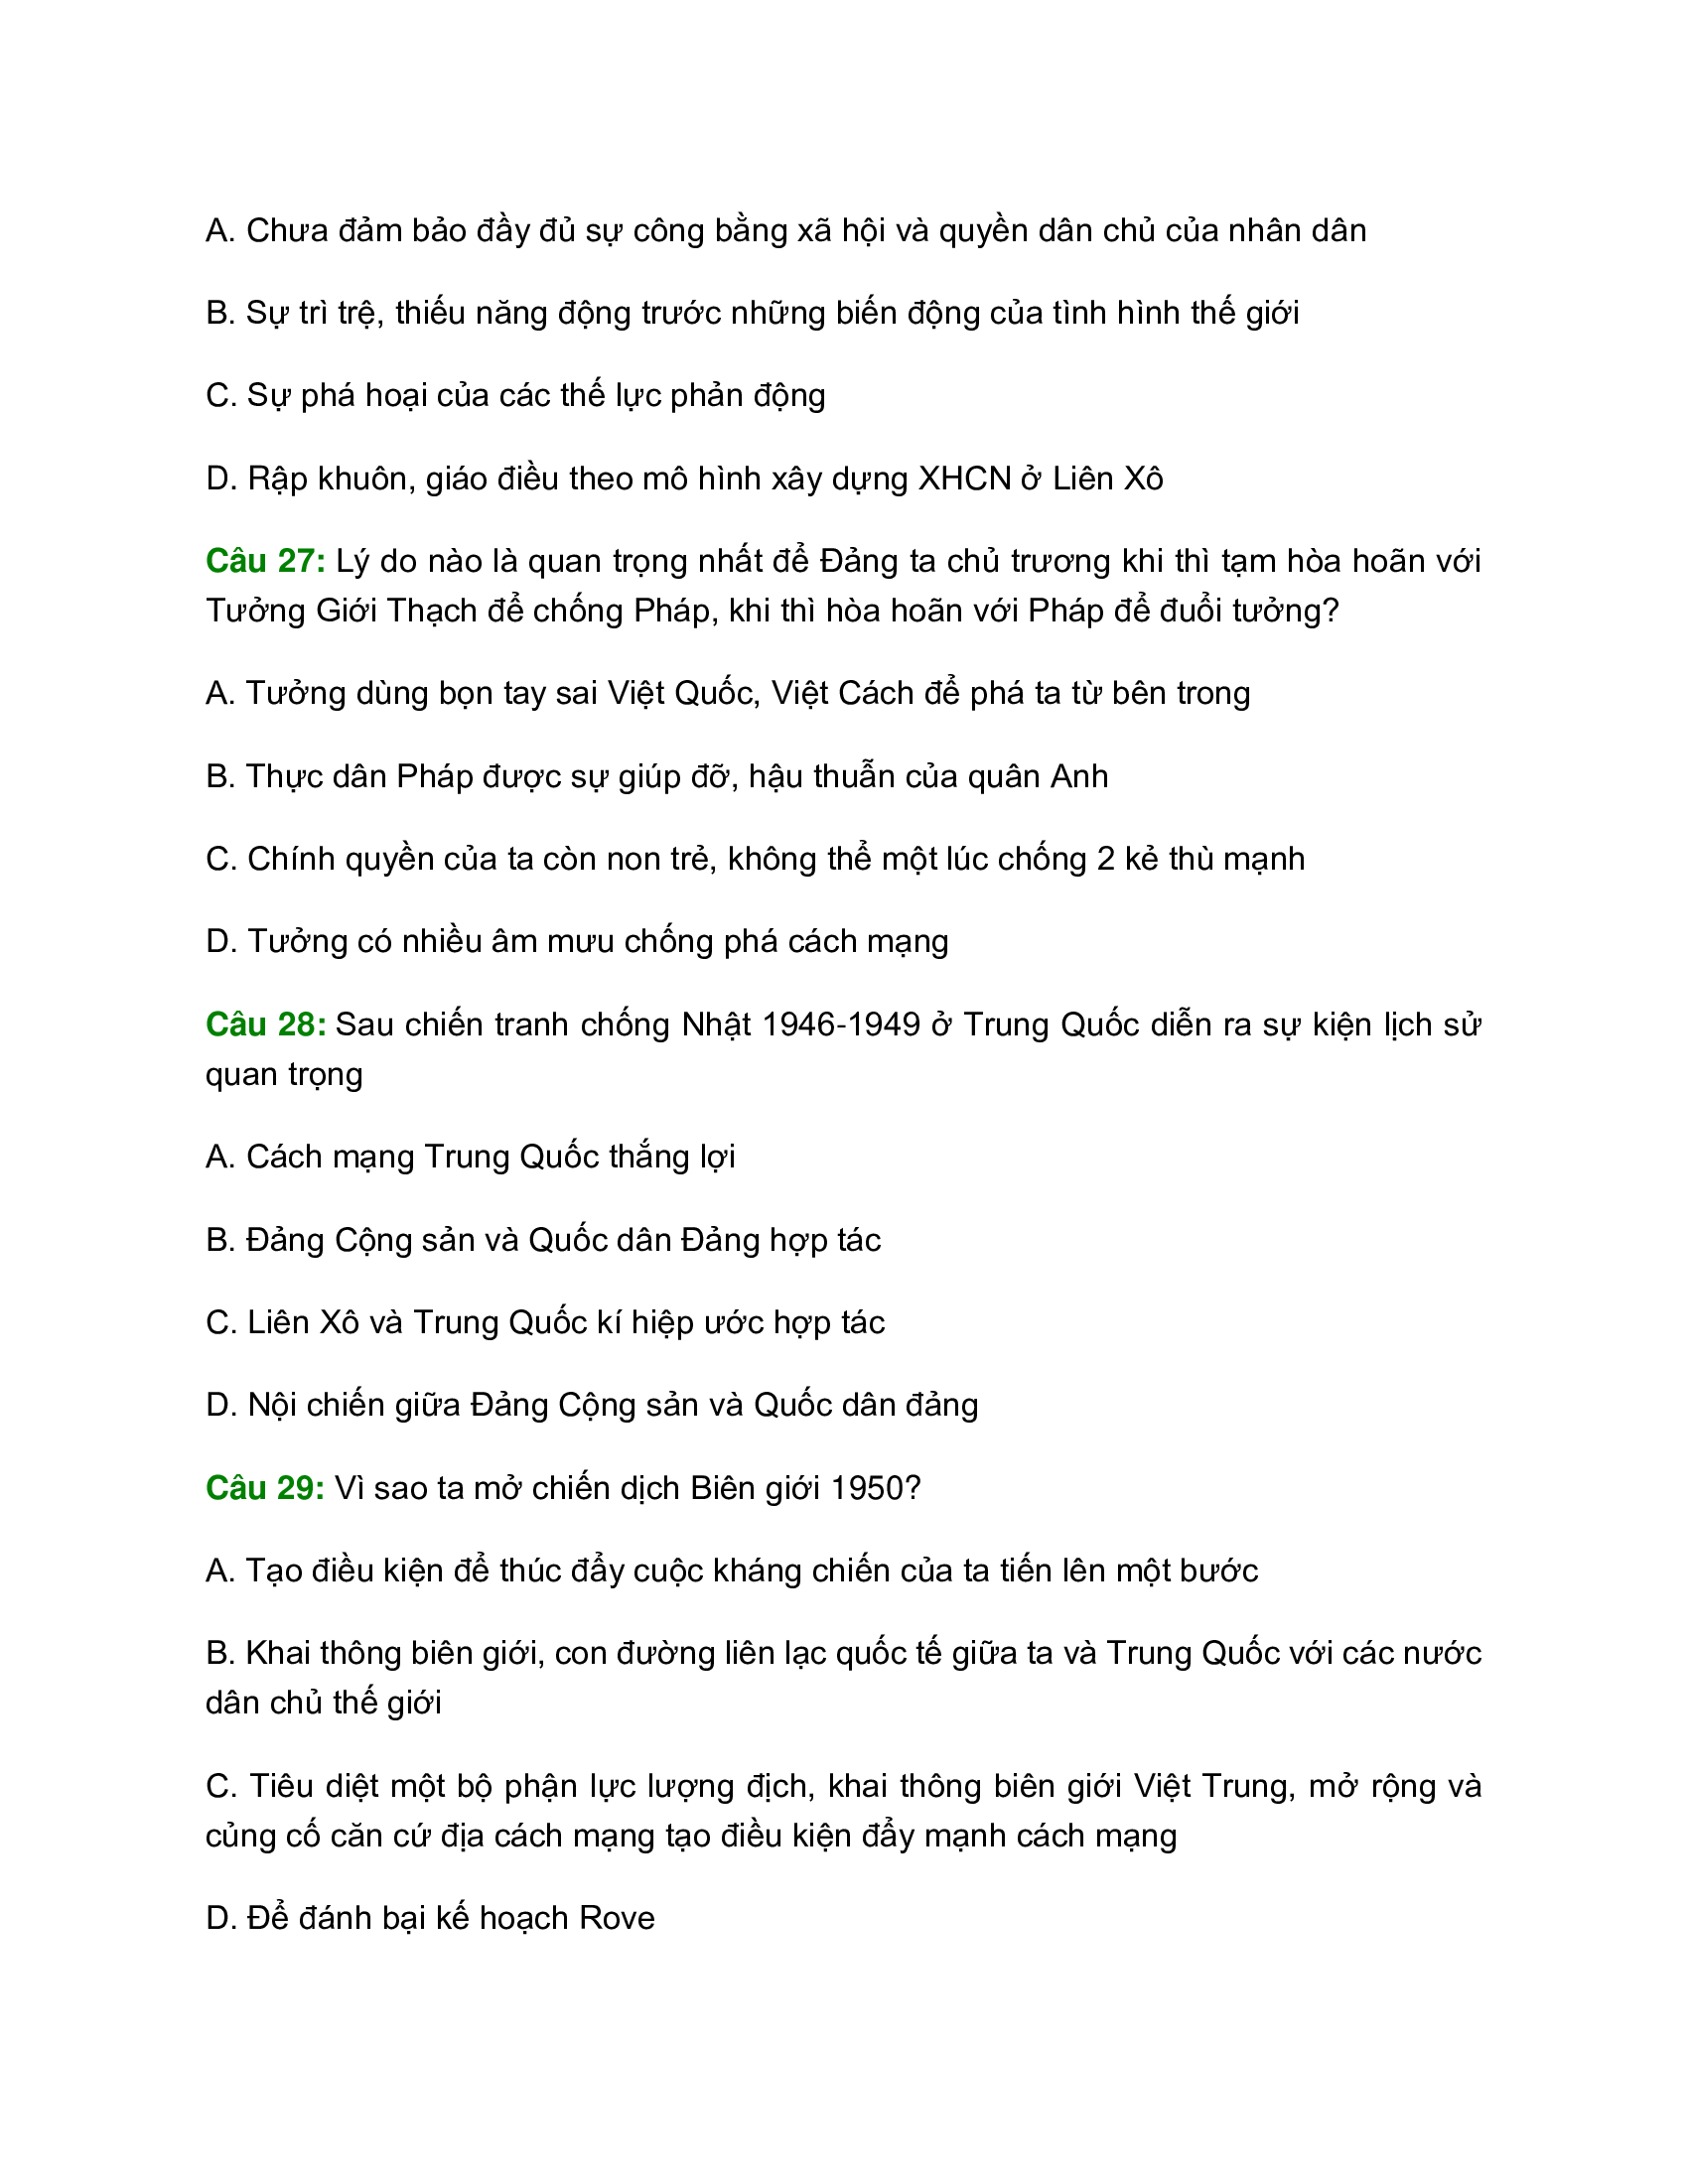 A. Chưa đảm bảo đầy đủ sự công bằng xã hội và quyền dân chủ của nhân dân
B. Sự trì trệ, thiếu năng động trước những biến động của tình hình thế giới
C. Sự phá hoại của các thế lực phản động
D. Rập khuôn, giáo điều theo mô hình xây dựng XHCN ở Liên Xô
Câu 27: Lý do nào là quan trọng nhất để Đảng ta chủ trương khi thì tạm hòa hoãn với
Tưởng Giới Thạch để chống Pháp, khi thì hòa hoãn với Pháp để đuổi tưởng?
A. Tưởng dùng bọn tay sai Việt Quốc, Việt Cách để phá ta từ bên trong
B. Thực dân Pháp được sự giúp đỡ, hậu thuẫn của quân Anh
C. Chính quyền của ta còn non trẻ, không thể một lúc chống 2 kẻ thù mạnh
D. Tưởng có nhiều âm mưu chống phá cách mạng
Câu 28: Sau chiến tranh chống Nhật 1946-1949 ở Trung Quốc diễn ra sự kiện lịch sử
quan trọng
A. Cách mạng Trung Quốc thắng lợi
B. Đảng Cộng sản và Quốc dân Đảng hợp tác
C. Liên Xô và Trung Quốc kí hiệp ước hợp tác
D. Nội chiến giữa Đảng Cộng sản và Quốc dân đảng
Câu 29: Vì sao ta mở chiến dịch Biên giới 1950?
A. Tạo điều kiện để thúc đẩy cuộc kháng chiến của ta tiến lên một bước
B. Khai thông biên giới, con đường liên lạc quốc tế giữa ta và Trung Quốc với các nước
dân chủ thế giới
C. Tiêu diệt một bộ phận lực lượng địch, khai thông biên giới Việt Trung, mở rộng và
củng cố căn cứ địa cách mạng tạo điều kiện đẩy mạnh cách mạng
D. Để đánh bại kế hoạch Rove